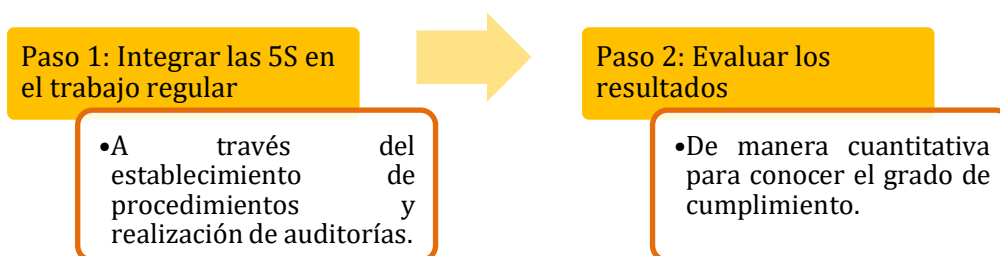 Paso 1: Integrar las 5S en
el trabajo regular
•A través del
establecimiento de
procedimientos y
realización de auditorías.
Paso 2: Evaluar los
resultados
•De manera cuantitativa
para conocer el grado de
cumplimiento.